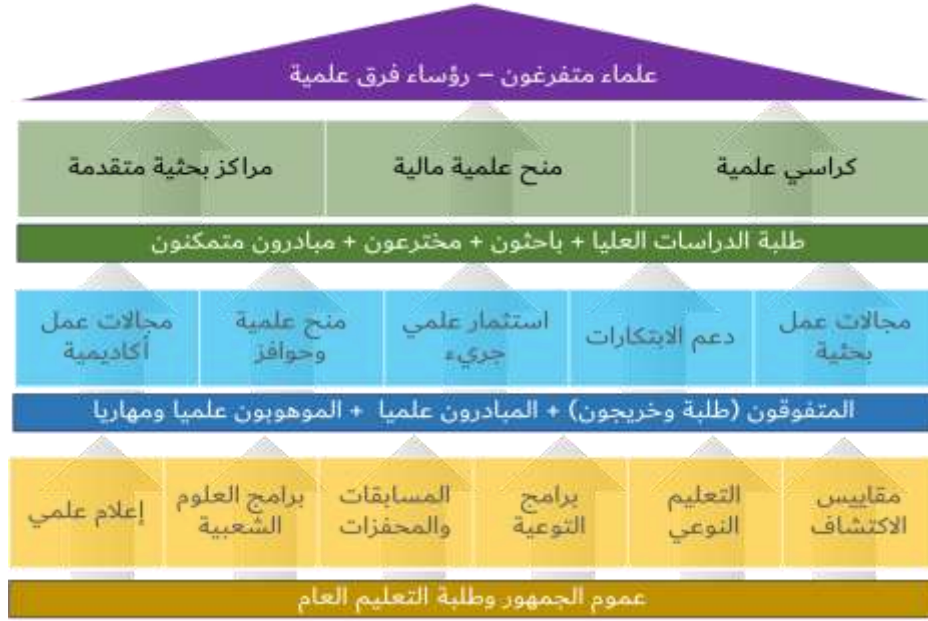 علماء متفرغون – رؤساء فرق علمية
كراسي علمية
منح علمية مالية
مراكز بحثية متقدمة
طلبة الدراسات العليا + باحثون + مخترعون + مبادرون متمكنون
مجالات عمل
بحثية
دعم الابتكارات
استثمار علمي
جريء
منح علمية
وحوافز
مجالات عمل
أكاديمية
المتفوقون (طلبة وخريجون) + المبادرون علميا + الموهوبون علميا ومهاريا
مقاييس
الاكتشاف
التعليم
النوعي
برامج
التوعية
المسابقات
والمحفزات
برامج العلوم
الشعبية
إعلام علمي
عموم الجمهور وطلبة التعليم العام